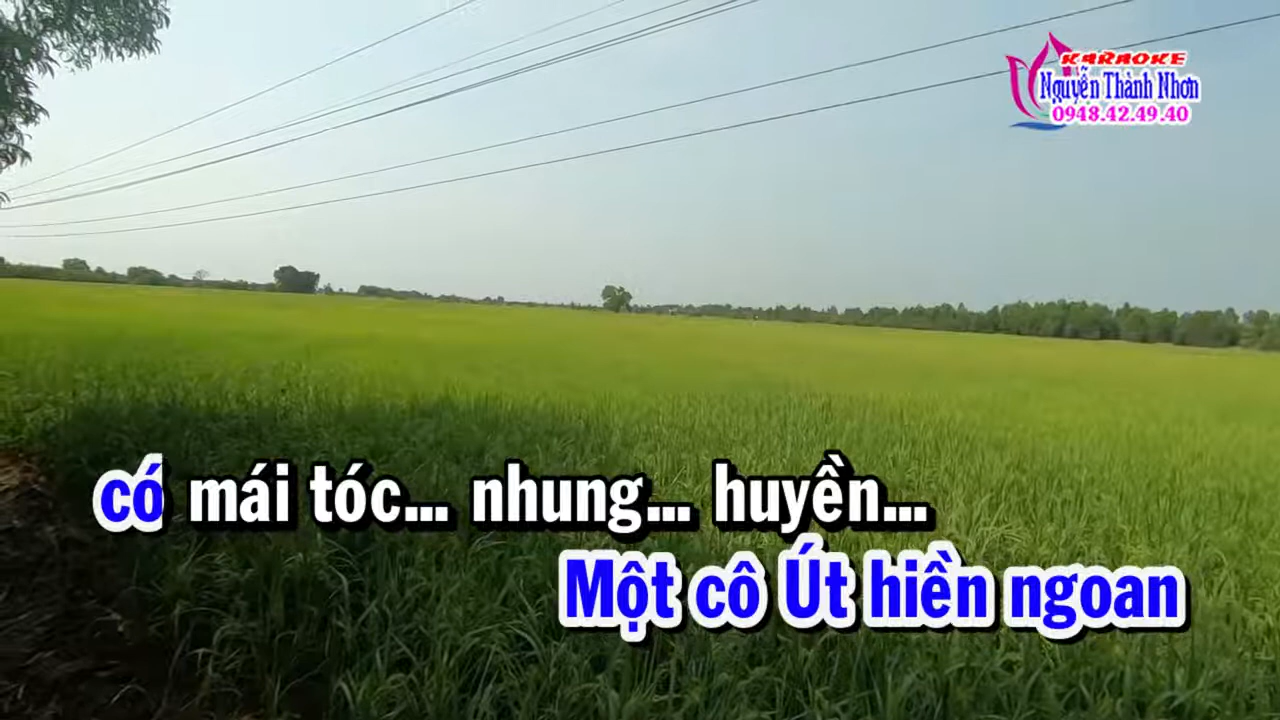 KARAOKE
Nguyễn Thành Nhơn
0948.42.49.40
có mái tóc... nhung... huyền...
Một cô Út hiền ngoan